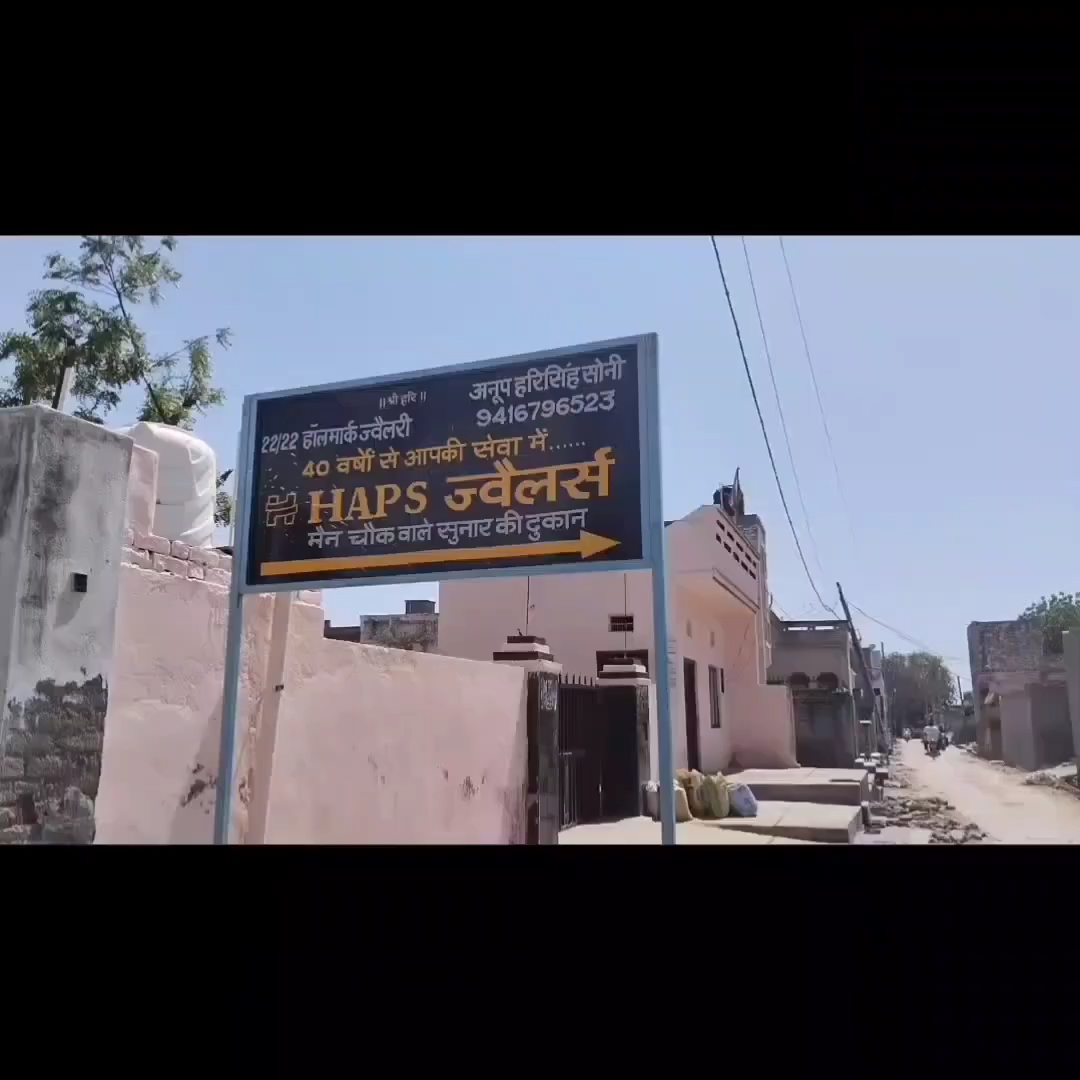 ॥ श्री हरि ॥
अनूप हरिसिंह सोनी
9416796523
22/22 हॉलमार्क ज्वैलरी
40 वर्षो से आपकी सेवा में......
HAPS ज्वैलर्स
मैन चौक वाले सुनार की दुकान